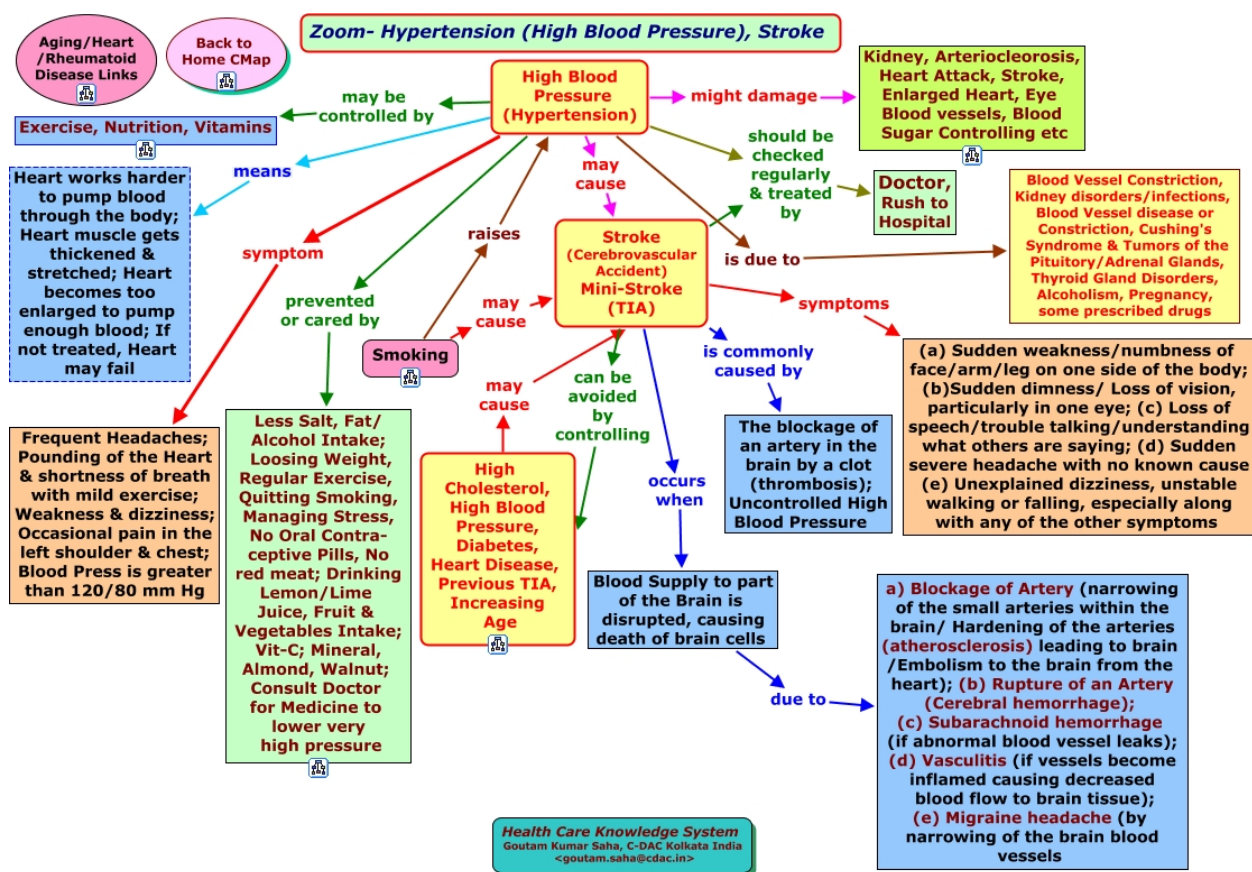 Zoom- Hypertension (High Blood Pressure), Stroke
Aging/Heart
/Rheumatoid
Disease Links
Back to
Home CMap
High Blood
Pressure
(Hypertension)
might damage
Kidney, Arteriocleorosis,
Heart Attack, Stroke,
Enlarged Heart, Eye
Blood vessels, Blood
Sugar Controlling etc
may be
controlled by
Exercise, Nutrition, Vitamins
means
Heart works harder
to pump blood
through the body;
Heart muscle gets
thickened &
stretched; Heart
becomes too
enlarged to pump
enough blood; If
not treated, Heart
may fail
symptom
Frequent Headaches;
Pounding of the Heart
& shortness of breath
with mild exercise;
Weakness & dizziness;
Occasional pain in the
left shoulder & chest;
Blood Press is greater
than 120/80 mm Hg
prevented
or cared by
Less Salt, Fat/
Alcohol Intake;
Loosing Weight,
Regular Exercise,
Quitting Smoking,
Managing Stress,
No Oral Contra-
ceptive Pills, No
red meat; Drinking
Lemon/Lime
Juice, Fruit &
Vegetables Intake;
Vit-C; Mineral,
Almond, Walnut;
Consult Doctor
for Medicine to
lower very
high pressure
raises
Smoking
may
cause
may
cause
should be
checked
regularly
& treated
by
Doctor,
Rush to
Hospital
is due to
Blood Vessel Constriction,
Kidney disorders/infections,
Blood Vessel disease or
Constriction, Cushing's
Syndrome & Tumors of the
Pituitory/Adrenal Glands,
Thyroid Gland Disorders,
Alcoholism, Pregnancy,
some prescribed drugs
Stroke
(Cerebrovascular
Accident)
Mini-Stroke
(TIA)
symptoms
(a) Sudden weakness/numbness of
face/arm/leg on one side of the body;
(b)Sudden dimness/ Loss of vision,
particularly in one eye; (c) Loss of
speech/trouble talking/understanding
what others are saying; (d) Sudden
severe headache with no known cause
(e) Unexplained dizziness, unstable
walking or falling, especially along
with any of the other symptoms
may
cause
can be
avoided
by
controlling
High
Cholesterol,
High Blood
Pressure,
Diabetes,
Heart Disease,
Previous TIA,
Increasing
Age
is commonly
caused by
The blockage of
an artery in the
brain by a clot
(thrombosis);
Uncontrolled High
Blood Pressure
occurs
when
Blood Supply to part
of the Brain is
disrupted, causing
death of brain cells
due to
a) Blockage of Artery (narrowing
of the small arteries within the
brain/ Hardening of the arteries
(atherosclerosis) leading to brain
/Embolism to the brain from the
heart); (b) Rupture of an Artery
(Cerebral hemorrhage);
(c) Subarachnoid hemorrhage
(if abnormal blood vessel leaks);
(d) Vasculitis (if vessels become
inflamed causing decreased
blood flow to brain tissue);
(e) Migraine headache (by
narrowing of the brain blood
vessels
Health Care Knowledge System
Goutam Kumar Saha, C-DAC Kolkata India
<goutam.saha@cdac.in>